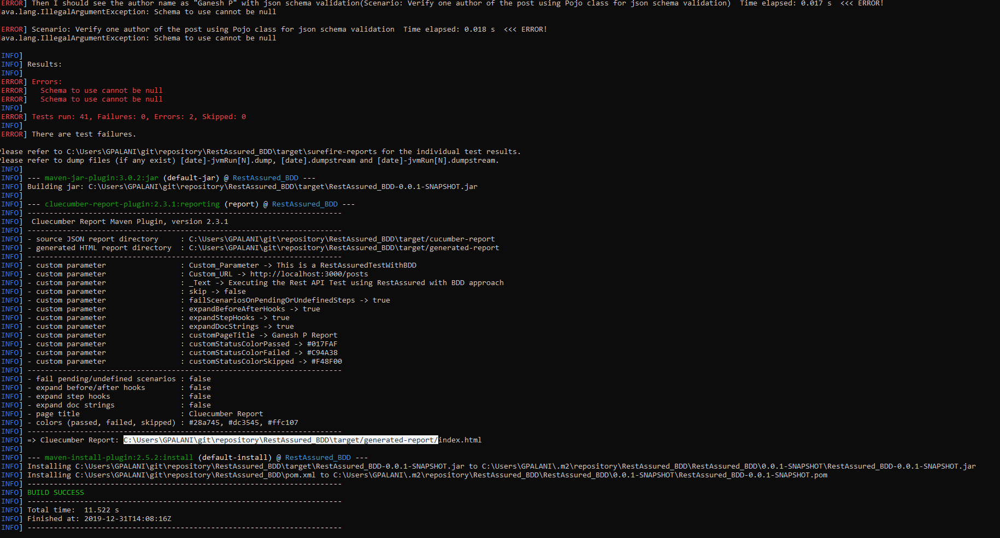 ERROR] Then I should see the author name as "Ganesh P" with json schema validation(Scenario: Verify one author of the post using Pojo class for json schema validation)  Time elapsed: 0.017 s  <<< ERROR!
ava.lang.IllegalArgumentException: Schema to use cannot be null
ERROR] Scenario: Verify one author of the post using Pojo class for json schema validation  Time elapsed: 0.018 s  <<< ERROR!
ava.lang.IllegalArgumentException: Schema to use cannot be null
INFO]
INFO] Results:
INFO]
ERROR] Errors:
ERROR]   Schema to use cannot be null
ERROR]   Schema to use cannot be null
INFO]
ERROR] Tests run: 41, Failures: 0, Errors: 2, Skipped: 0
INFO]
ERROR] There are test failures.
Please refer to C:\Users\GPALANI\git\repository\RestAssured_BDD\target\surefire-reports for the individual test results.
Please refer to dump files (if any exist) [date]-jvmRun[N].dump, [date].dumpstream and [date]-jvmRun[N].dumpstream.
INFO]
INFO] --- maven-jar-plugin:3.0.2:jar (default-jar) @ RestAssured_BDD ---
INFO] Building jar: C:\Users\GPALANI\git\repository\RestAssured_BDD\target\RestAssured_BDD-0.0.1-SNAPSHOT.jar
INFO]
INFO] --- cluecumber-report-plugin:2.3.1:reporting (report) @ RestAssured_BDD ---
INFO] ------------------------------------------------------------------------
INFO]  Cluecumber Report Maven Plugin, version 2.3.1
INFO] ------------------------------------------------------------------------
INFO] - source JSON report directory     : C:\Users\GPALANI\git\repository\RestAssured_BDD\target/cucumber-report
INFO] - generated HTML report directory  : C:\Users\GPALANI\git\repository\RestAssured_BDD\target/generated-report
INFO] ------------------------------------------------------------------------
INFO] - custom parameter                 : Custom_Parameter -> This is a RestAssuredTestWithBDD
INFO] - custom parameter                 : Custom_URL -> http://localhost:3000/posts
INFO] - custom parameter                 : _Text -> Executing the Rest API Test using RestAssured with BDD approach
INFO] - custom parameter                 : skip -> false
INFO] - custom parameter                 : failScenariosOnPendingOrUndefinedSteps -> true
INFO] - custom parameter                 : expandBeforeAfterHooks -> true
INFO] - custom parameter                 : expandStepHooks -> true
INFO] - custom parameter                 : expandDocStrings -> true
INFO] - custom parameter                 : customPageTitle -> Ganesh P Report
INFO] - custom parameter                 : customStatusColorPassed -> #017FAF
INFO] - custom parameter                 : customStatusColorFailed -> #C94A38
INFO] - custom parameter                 : customStatusColorSkipped -> #F48F00
INFO] ------------------------------------------------------------------------
INFO] - fail pending/undefined scenarios : false
INFO] - expand before/after hooks        : false
INFO] - expand step hooks                : false
INFO] - expand doc strings               : false
INFO] - page title                       : Cluecumber Report
INFO] - colors (passed, failed, skipped) : #28a745, #dc3545, #ffc107
INFO] ------------------------------------------------------------------------
INFO] => Cluecumber Report: C:\Users\GPALANI\git\repository\RestAssured_BDD\target/generated-report/index.html
INFO]
INFO] --- maven-install-plugin:2.5.2:install (default-install) @ RestAssured_BDD ---
INFO] Installing C:\Users\GPALANI\git\repository\RestAssured_BDD\target\RestAssured_BDD-0.0.1-SNAPSHOT.jar to C:\Users\GPALANI\.m2\repository\RestAssured_BDD\RestAssured_BDD\0.0.1-SNAPSHOT\RestAssured_BDD-0.0.1-SNAPSHOT.jar
INFO] Installing C:\Users\GPALANI\git\repository\RestAssured_BDD\pom.xml to C:\Users\GPALANI\.m2\repository\RestAssured_BDD\RestAssured_BDD\0.0.1-SNAPSHOT\RestAssured_BDD-0.0.1-SNAPSHOT.pom
INFO] ------------------------------------------------------------------------
INFO] BUILD SUCCESS
INFO] ------------------------------------------------------------------------
INFO] Total time:  11.522 s
INFO] Finished at: 2019-12-31T14:08:16Z
INFO] ------------------------------------------------------------------------